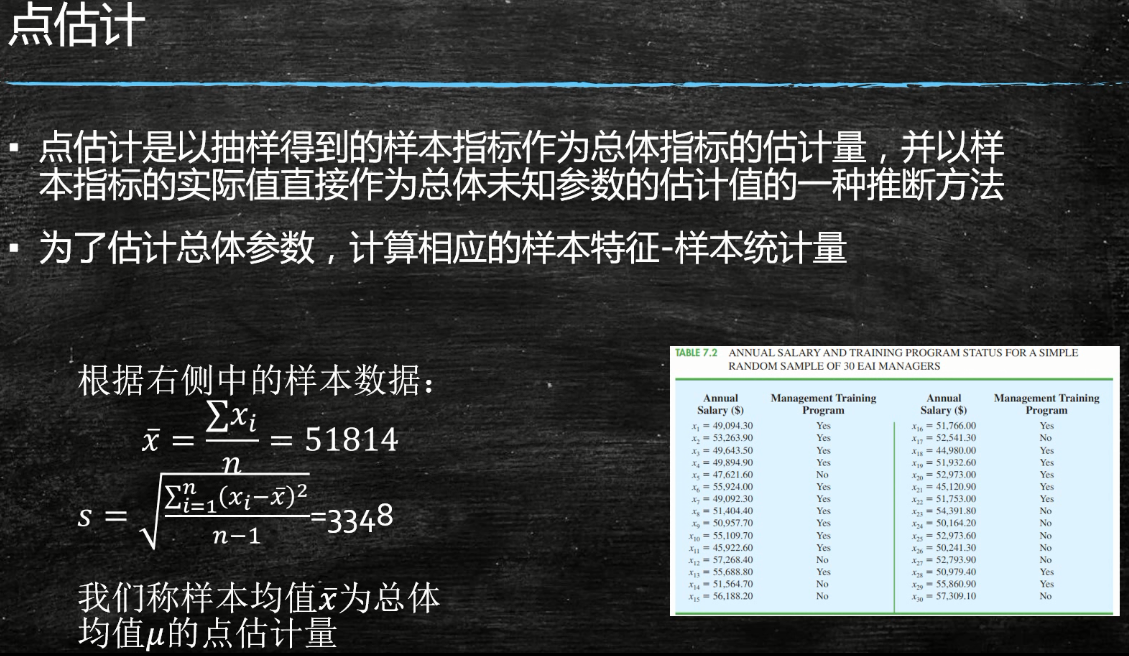 点估计
▪ 点估计是以抽样得到的样本指标作为总体指标的估计量，并以样
本指标的实际值直接作为总体未知参数的估计值的一种推断方法
▪ 为了估计总体参数，计算相应的样本特征-样本统计量
根据右侧中的样本数据：
x̄ = ∑xᵢ / n = 51814
s = √(∑ⁿᵢ₌₁(xᵢ−x̄)² / n−1) =3348
我们称样本均值x̄为总体
均值μ的点估计量
TABLE 7.2 ANNUAL SALARY AND TRAINING PROGRAM STATUS FOR A SIMPLE
RANDOM SAMPLE OF 30 EAI MANAGERS
Annual Management Training Annual Management Training
Salary ($) Program Salary ($) Program
x₁ = 49,094.30 Yes x₁₆ = 51,766.00 Yes
x₂ = 53,263.90 Yes x₁₇ = 52,541.30 No
x₃ = 49,643.50 Yes x₁₈ = 44,980.00 Yes
x₄ = 49,894.90 Yes x₁₉ = 51,932.60 Yes
x₅ = 47,621.60 No x₂₀ = 52,973.00 Yes
x₆ = 55,924.00 Yes x₂₁ = 45,120.90 Yes
x₇ = 49,092.30 Yes x₂₂ = 51,753.00 Yes
x₈ = 51,404.40 Yes x₂₃ = 54,391.80 No
x₉ = 50,957.70 Yes x₂₄ = 50,164.20 No
x₁₀ = 55,109.70 Yes x₂₅ = 52,973.60 No
x₁₁ = 45,922.60 Yes x₂₆ = 50,241.30 No
x₁₂ = 57,268.40 No x₂₇ = 52,793.90 No
x₁₃ = 55,688.80 Yes x₂₈ = 50,979.40 Yes
x₁₄ = 51,564.70 No x₂₉ = 55,860.90 Yes
x₁₅ = 56,188.20 No x₃₀ = 57,309.10 No